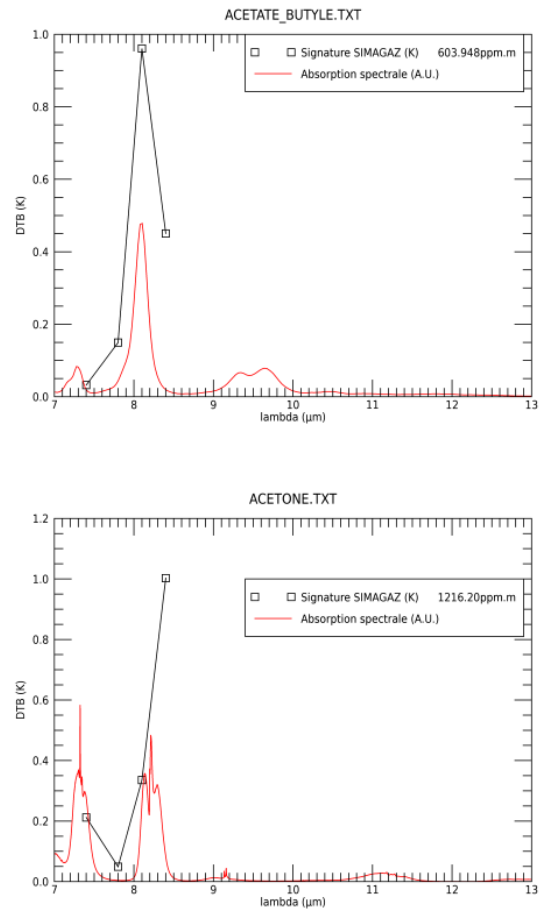 ACETATE_BUTYLE.TXT
1.0
Signature SIMAGAZ (K) 603.948ppm.m
Absorption spectrale (A.U.)
0.8
0.6
DTB (K)
0.4
0.2
0.0
7 8 9 10 11 12 13
lambda (µm)
ACETONE.TXT
1.2
1.0
Signature SIMAGAZ (K) 1216.20ppm.m
Absorption spectrale (A.U.)
0.8
0.6
DTB (K)
0.4
0.2
0.0
7 8 9 10 11 12 13
lambda (µm)